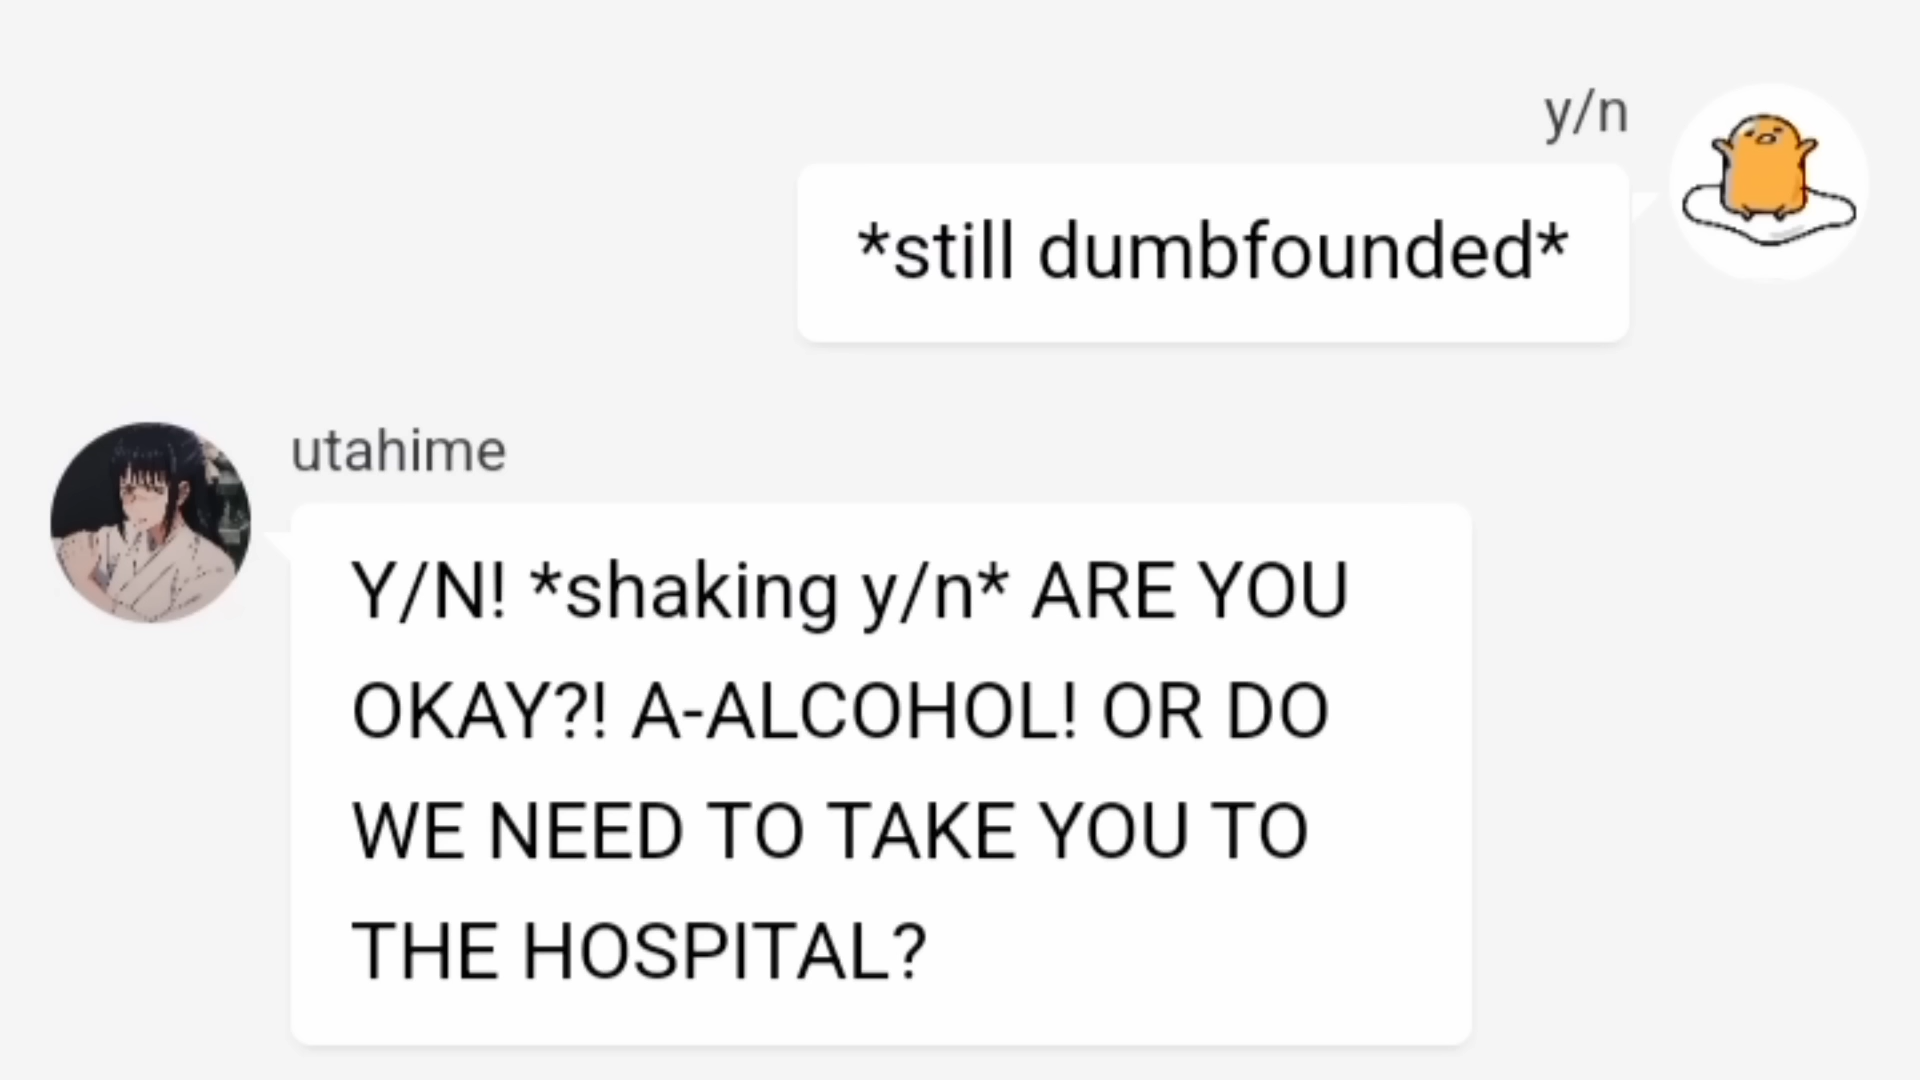 y/n
*still dumbfounded*
utahime
Y/N! *shaking y/n* ARE YOU
OKAY?! A-ALCOHOL! OR DO
WE NEED TO TAKE YOU TO
THE HOSPITAL?